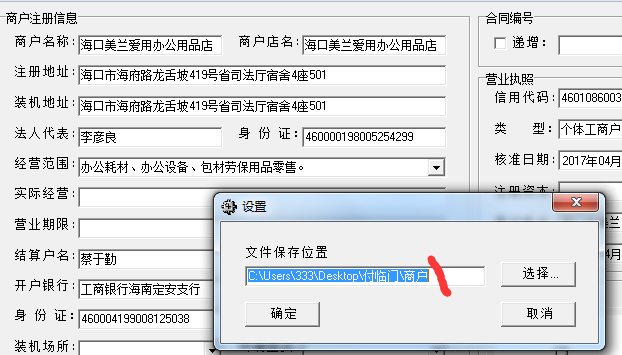 商户注册信息
合同编号
商户名称: 海口美兰爱用办公用品店 商户店名: 海口美兰爱用办公用品店
递增:
注册地址: 海口市海府路龙舌坡419号省司法厅宿舍4座501
营业执照
信用代码: 4601086003
装机地址: 海口市海府路龙舌坡419号省司法厅宿舍4座501
类 型: 个体工商户
法人代表: 李彦良 身 份 证: 460000198005254299
核准日期: 2017年04月
经营范围: 办公耗材、办公设备、包材劳保用品零售。
注册资本:
实际经营:
设置
营业期限:
文件保存位置
结算户名: 蔡于勤
C:\Users\333\Desktop\付临门\商户
选择...
开户银行: 工商银行海南定安支行
确定
取消
身 份 证: 460004199008125038
装机场所: